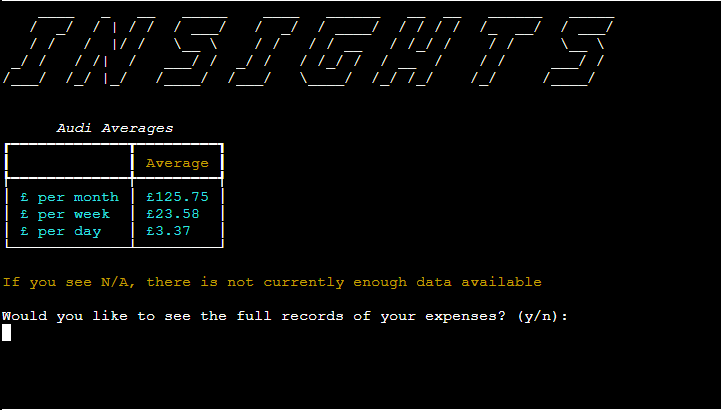 INSIGHTS
Audi Averages
Average
£ per month £125.75
£ per week £23.58
£ per day £3.37
If you see N/A, there is not currently enough data available
Would you like to see the full records of your expenses? (y/n):